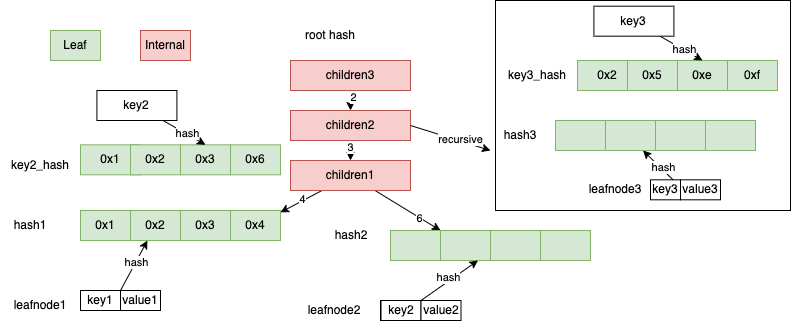 root hash
Leaf
Internal
children3
2
children2
recursive
3
children1
4
6
key2
hash
key2_hash
0x1 0x2 0x3 0x6
hash1
0x1 0x2 0x3 0x4
hash
leafnode1
key1 value1
hash2
hash
leafnode2
key2 value2
key3
hash
key3_hash
0x2 0x5 0xe 0xf
hash3
hash
leafnode3
key3 value3